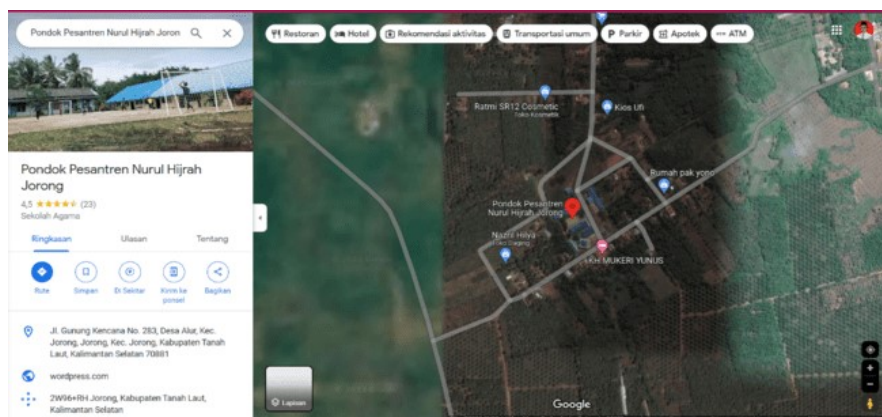 Pondok Pesantren Nurul Hijrah Joron
Restoran
Hotel
Rekomendasi aktivitas
Transportasi umum
P Parkir
Apotek
ATM
Pondok Pesantren Nurul Hijrah
Jorong
4,5 (23)
Sekolah Agama
Ringkasan
Ulasan
Tentang
Rute
Simpan
Di Sekitar
Kirim ke
ponsel
Bagikan
Jl. Gunung Kencana No. 283, Desa Alur, Kec.
Jorong, Jorong, Kec. Jorong, Kabupaten Tanah
Laut, Kalimantan Selatan 70881
wordpress.com
2W96+RH Jorong, Kabupaten Tanah Laut,
Kalimantan Selatan
Ratmi SR12 Cosmetic
Toko Kosmetik
Kios Ufi
Rumah pak yono
Pondok Pesantren
Nurul Hijrah Jorong
Nazril Hilya
Toko Daging
KH MUKERI YUNUS
Lapisan
Google